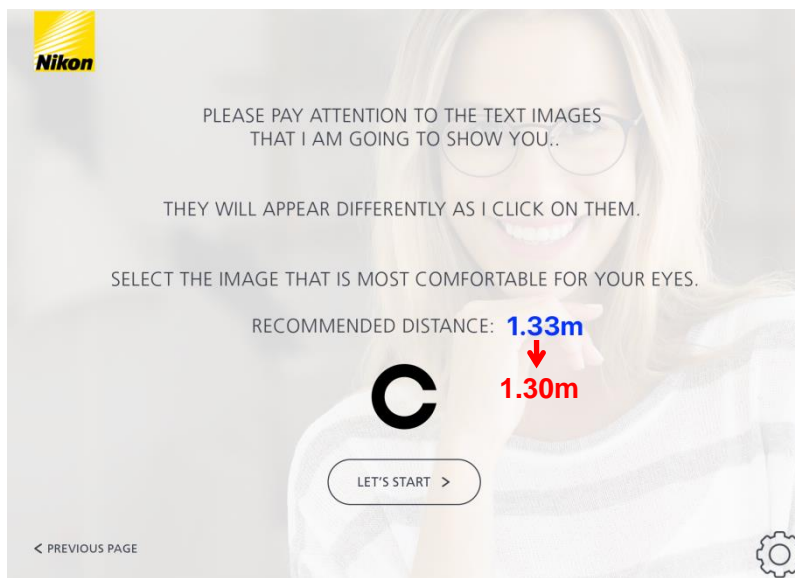 Nikon
PLEASE PAY ATTENTION TO THE TEXT IMAGES
THAT I AM GOING TO SHOW YOU..
THEY WILL APPEAR DIFFERENTLY AS I CLICK ON THEM.
SELECT THE IMAGE THAT IS MOST COMFORTABLE FOR YOUR EYES.
RECOMMENDED DISTANCE: 1.33m
1.30m
LET'S START >
< PREVIOUS PAGE